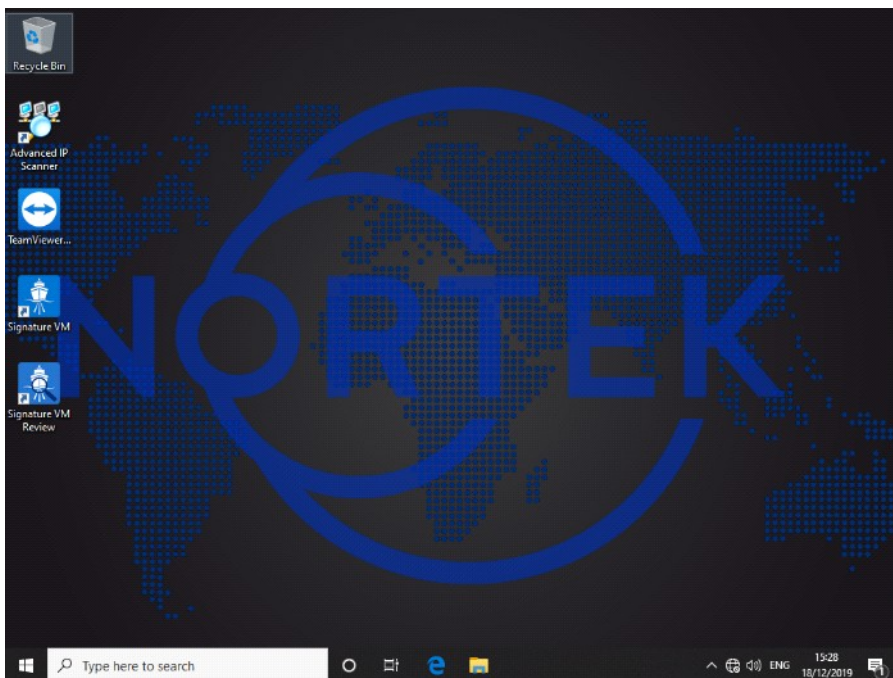 Recycle Bin
Advanced IP
Scanner
TeamViewer...
Signature VM
Signature VM
Review
NORTEK
Type here to search
ENG
15:28
18/12/2019
1